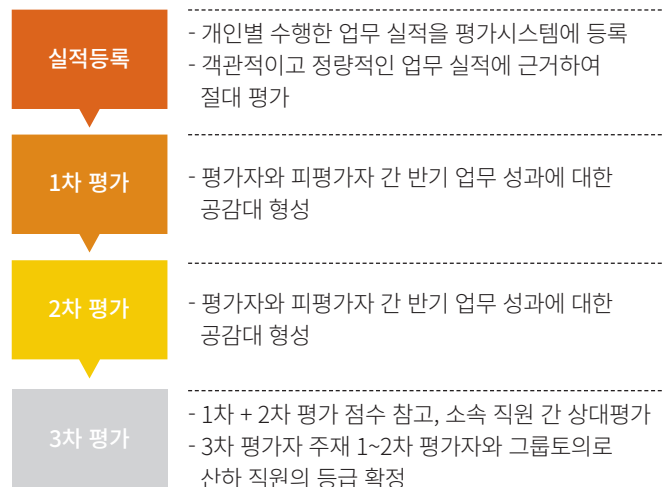 실적등록
- 개인별 수행한 업무 실적을 평가시스템에 등록
- 객관적이고 정량적인 업무 실적에 근거하여
절대 평가
1차 평가
- 평가자와 피평가자 간 반기 업무 성과에 대한
공감대 형성
2차 평가
- 평가자와 피평가자 간 반기 업무 성과에 대한
공감대 형성
3차 평가
- 1차 + 2차 평가 점수 참고, 소속 직원 간 상대평가
- 3차 평가자 주재 1~2차 평가자와 그룹토의로
산하 직원의 등급 확정